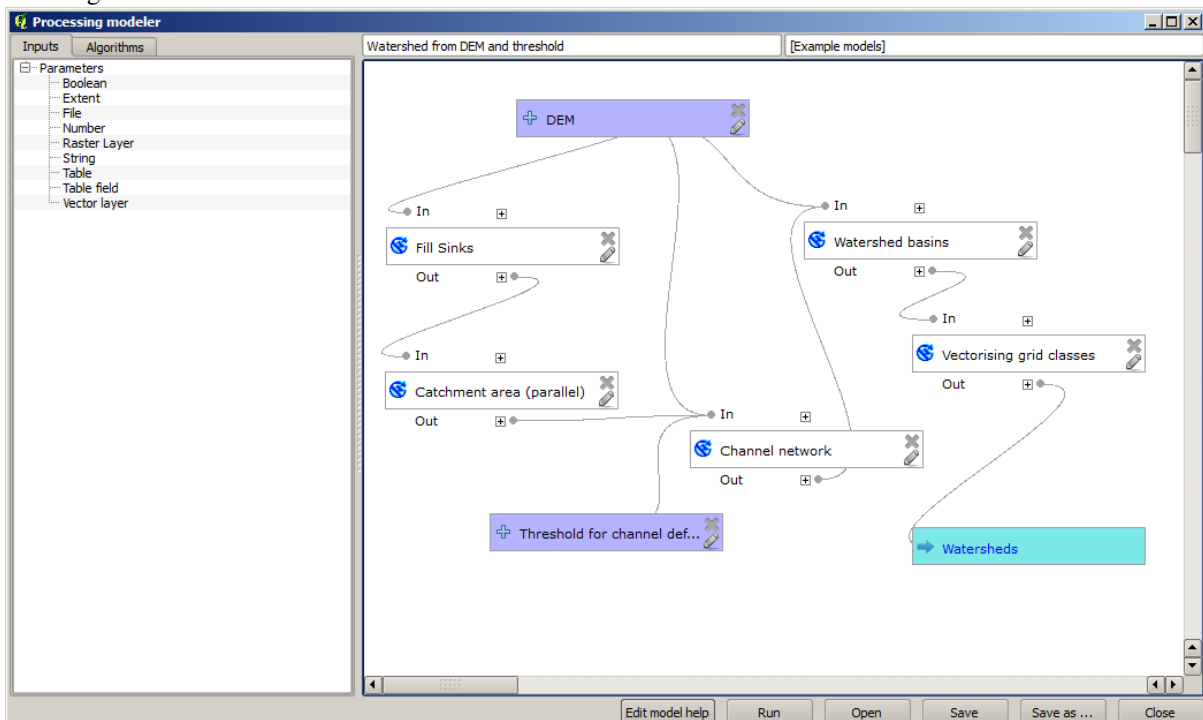 Processing modeler
Inputs
Algorithms
Watershed from DEM and threshold
[Example models]
Parameters
Boolean
Extent
File
Number
Raster Layer
String
Table
Table field
Vector layer
DEM
In
Fill Sinks
Out
In
Watershed basins
Out
In
Vectorising grid classes
Out
In
Catchment area (parallel)
Out
In
Channel network
Out
Threshold for channel def...
Watersheds
Edit model help
Run
Open
Save
Save as ...
Close